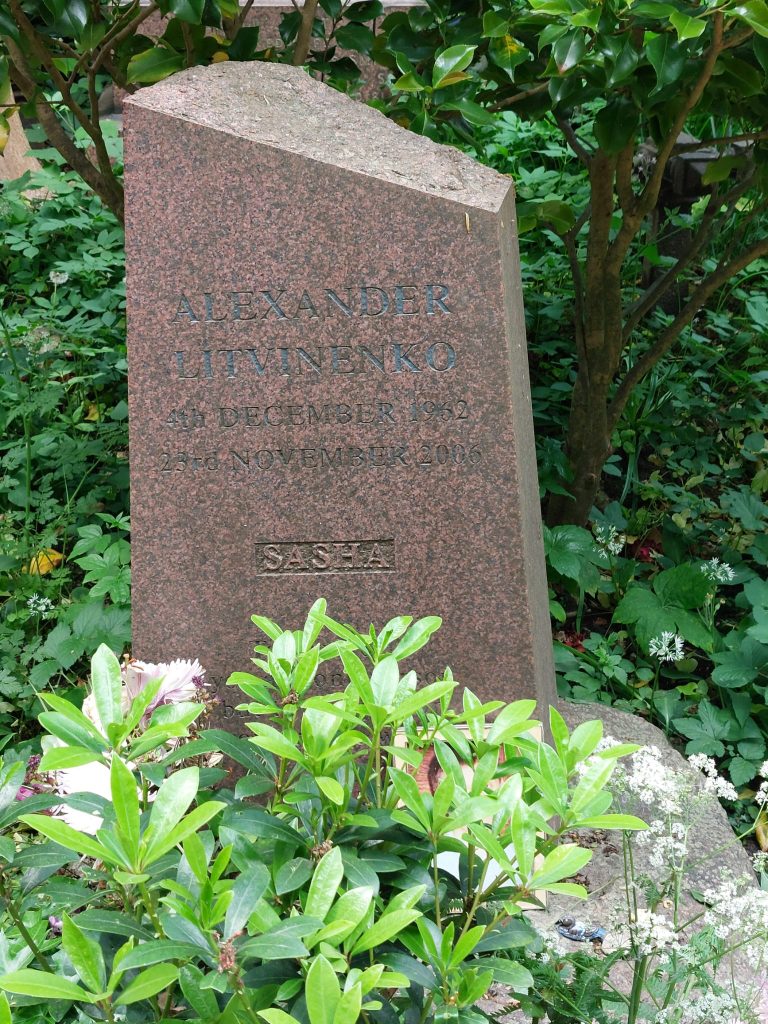 ALEXANDER
LITVINENKO
4th DECEMBER 1962
23rd NOVEMBER 2006
SASHA